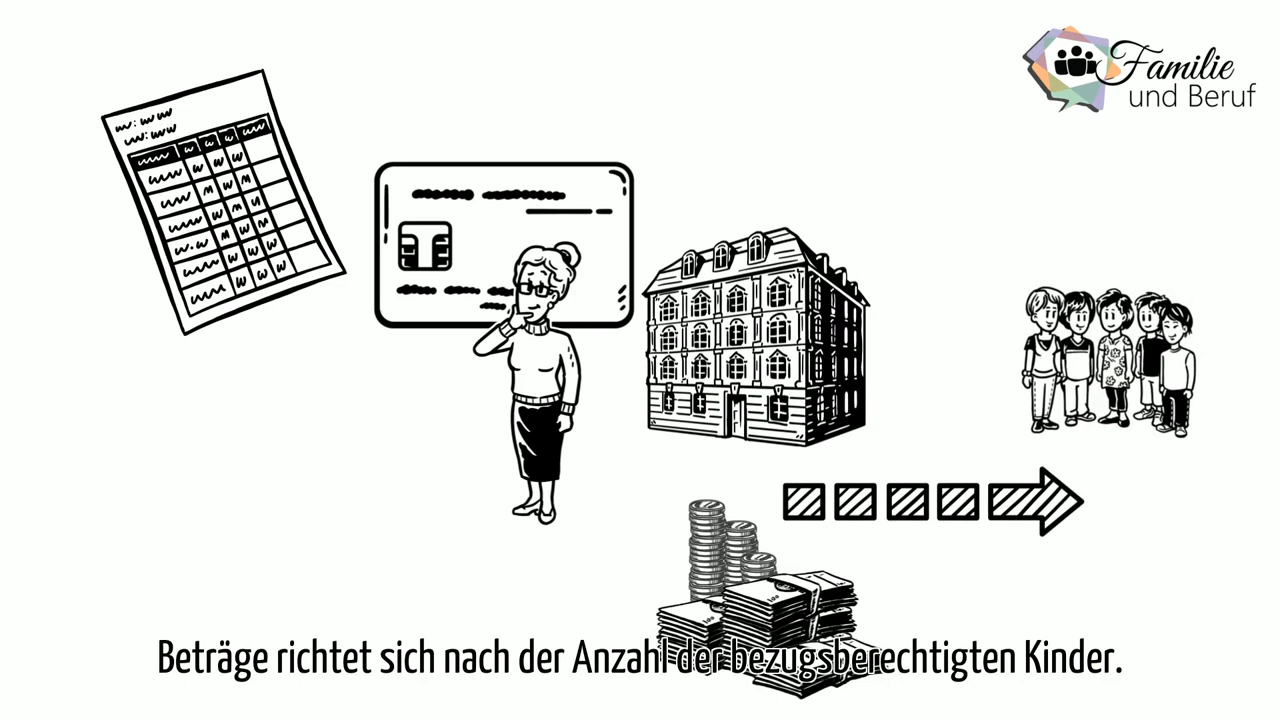 Familie
und Beruf
Beträge richtet sich nach der Anzahl der bezugsberechtigten Kinder.